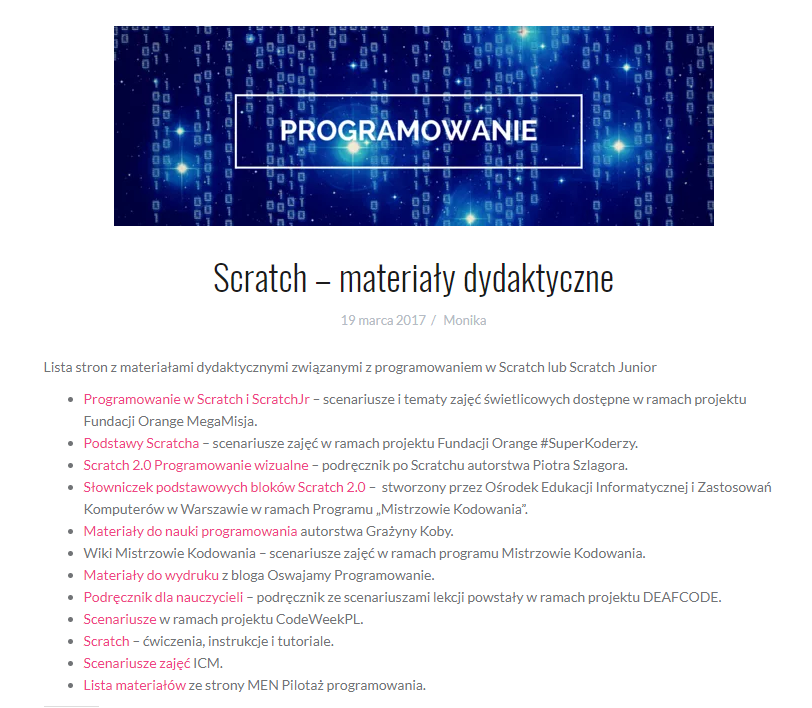 PROGRAMOWANIE
Scratch – materiały dydaktyczne
19 marca 2017 / Monika
Lista stron z materiałami dydaktycznymi związanymi z programowaniem w Scratch lub Scratch Junior
• Programowanie w Scratch i ScratchJr – scenariusze i tematy zajęć świetlicowych dostępne w ramach projektu
Fundacji Orange MegaMisja.
• Podstawy Scratcha – scenariusze zajęć w ramach projektu Fundacji Orange #SuperKoderzy.
• Scratch 2.0 Programowanie wizualne – podręcznik po Scratchu autorstwa Piotra Szlagora.
• Słowniczek podstawowych bloków Scratch 2.0 – stworzony przez Ośrodek Edukacji Informatycznej i Zastosowań
Komputerów w Warszawie w ramach Programu „Mistrzowie Kodowania”.
• Materiały do nauki programowania autorstwa Grażyny Koby.
• Wiki Mistrzowie Kodowania – scenariusze zajęć w ramach programu Mistrzowie Kodowania.
• Materiały do wydruku z bloga Oswajamy Programowanie.
• Podręcznik dla nauczycieli – podręcznik ze scenariuszami lekcji powstały w ramach projektu DEAFCODE.
• Scenariusze w ramach projektu CodeWeekPL.
• Scratch – ćwiczenia, instrukcje i tutoriale.
• Scenariusze zajęć ICM.
• Lista materiałów ze strony MEN Pilotaż programowania.